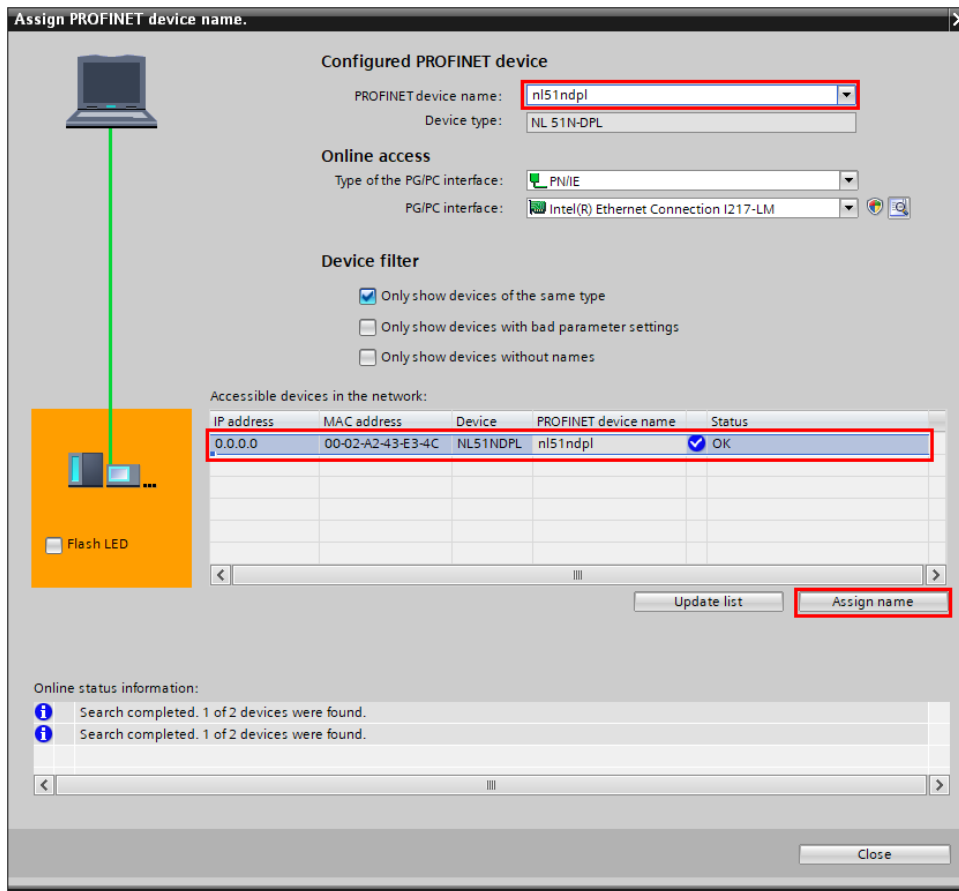 Assign PROFINET device name.
Configured PROFINET device
PROFINET device name: nl51ndpl
Device type: NL 51N-DPL
Online access
Type of the PG/PC interface: PN/IE
PG/PC interface: Intel(R) Ethernet Connection I217-LM
Device filter
Only show devices of the same type
Only show devices with bad parameter settings
Only show devices without names
Accessible devices in the network:
IP address MAC address Device PROFINET device name Status
0.0.0.0 00-02-A2-43-E3-4C NL51NDPL nl51ndpl OK
Flash LED
Update list Assign name
Online status information:
Search completed. 1 of 2 devices were found.
Search completed. 1 of 2 devices were found.
Close